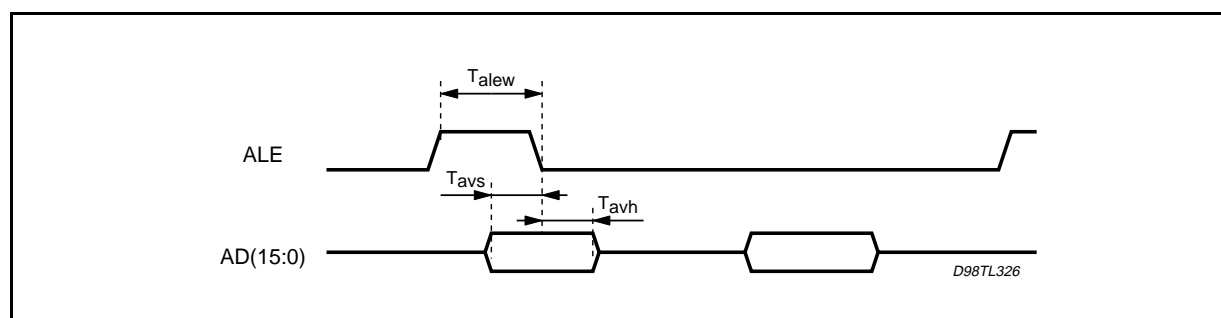 Talew
ALE
Tavs
Tavh
AD(15:0)
D98TL326